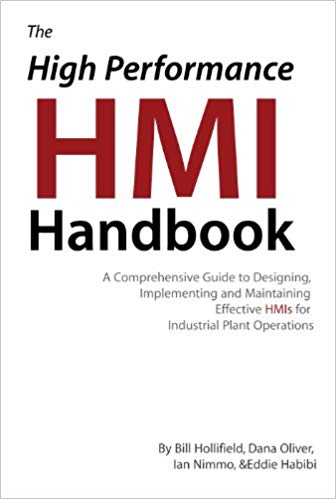 The
High Performance
HMI
Handbook
A Comprehensive Guide to Designing,
Implementing and Maintaining
Effective HMIs for
Industrial Plant Operations
By Bill Hollifield, Dana Oliver,
Ian Nimmo, &Eddie Habibi